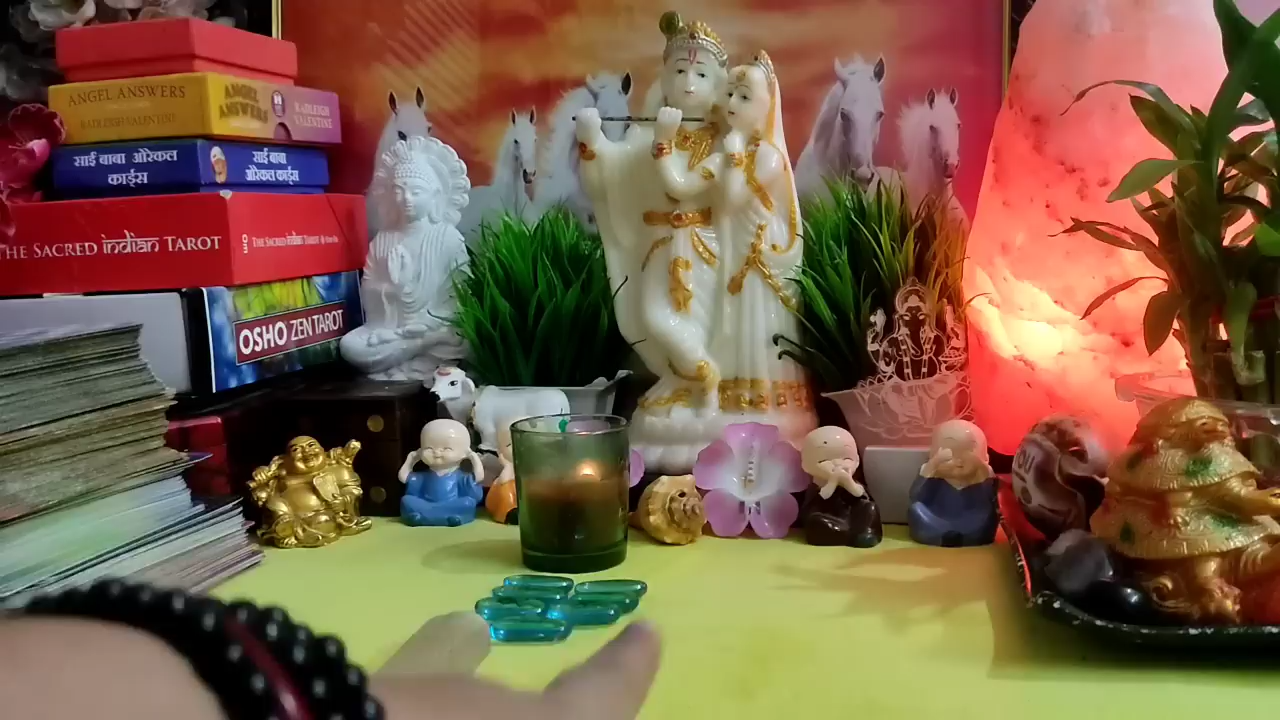 ANGEL ANSWERS
RADLEIGH VALENTINE
ANGEL
ANSWERS
RADLEIGH
VALENTINE
साईं बाबा ओरेकल
कार्ड्स
साईं बाबा
ओरेकल कार्ड्स
THE SACRED indian TAROT
THE SACRED indian TAROT
OSHO ZEN TAROT